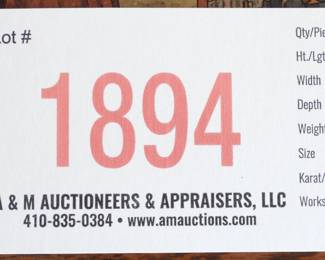 Lot #
1894
A & M AUCTIONEERS & APPRAISERS, LLC
410-835-0384 • www.amauctions.com
Qty/Pie
Ht./Lgt
Width
Depth
Weight
Size
Karat/
Works